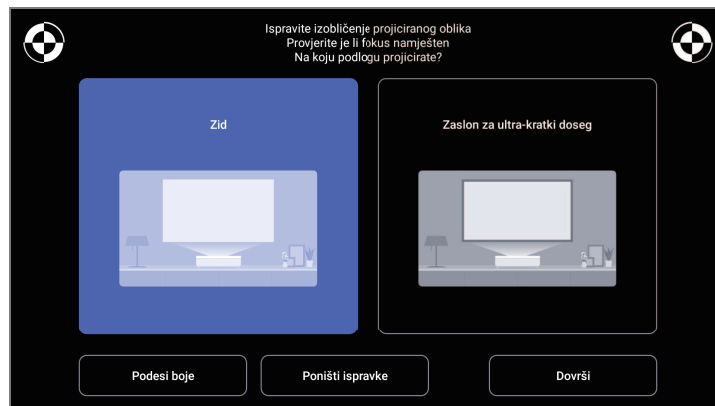 Ispravite izobličenje projiciranog oblika
Provjerite je li fokus namješten
Na koju podlogu projicirate?
Zid
Zaslon za ultra-kratki doseg
Podesi boje
Poništi ispravke
Dovrši